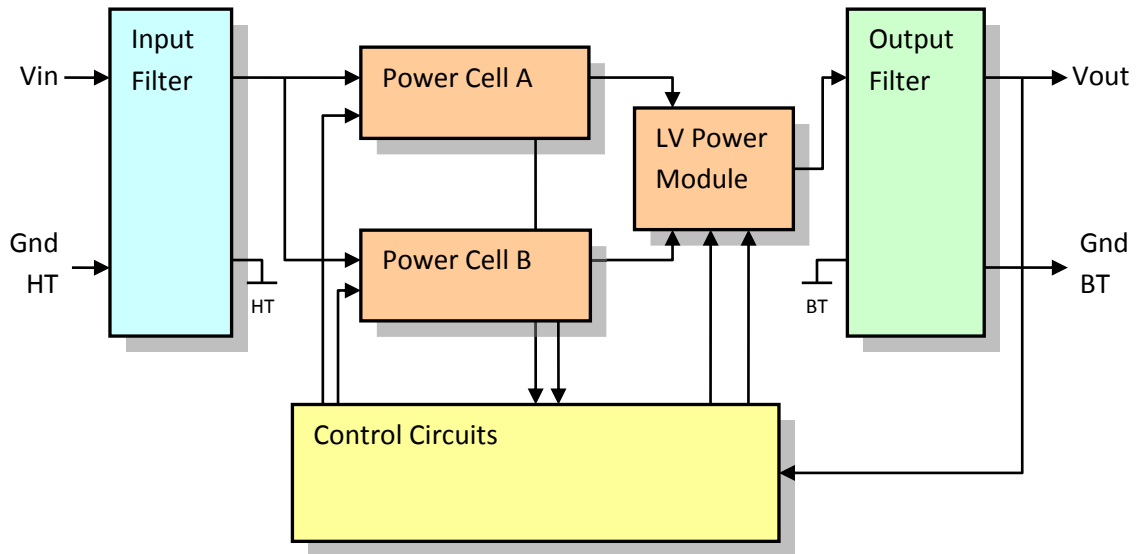 Input
Filter
Vin
Gnd
HT
HT
Power Cell A
Power Cell B
LV Power
Module
Output
Filter
Vout
Gnd
BT
BT
Control Circuits